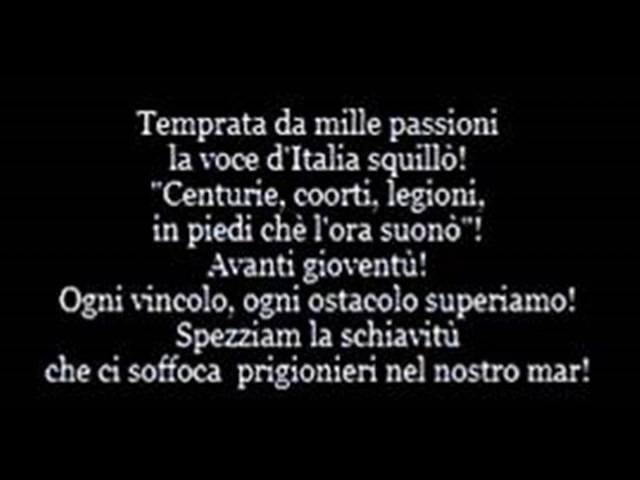 Temprata da mille passioni
la voce d'Italia squillò!
"Centurie, coorti, legioni,
in piedi chè l'ora suonò"!
Avanti gioventù!
Ogni vincolo, ogni ostacolo superiamo!
Spezziam la schiavitù
che ci soffoca  prigionieri nel nostro mar!